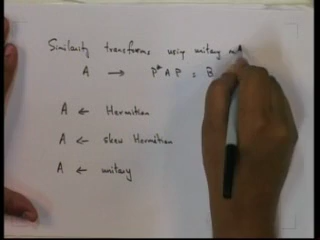 Similarity transforms using unitary
A → P* A P = B
A ← Hermitian
A ← skew Hermitian
A ← unitary